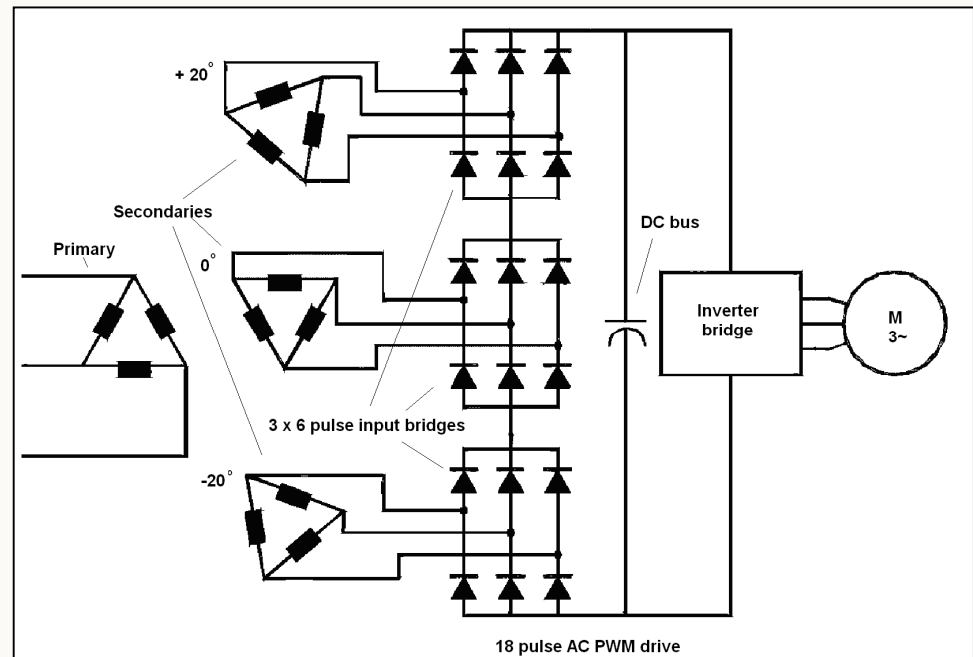 + 20°
Secondaries
Primary
0°
DC bus
Inverter
bridge
M
3~
3 x 6 pulse input bridges
-20°
18 pulse AC PWM drive